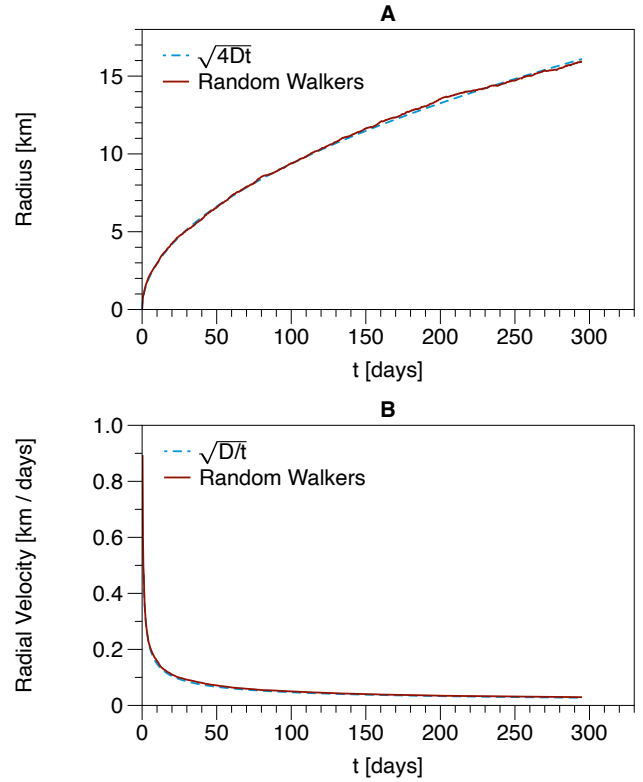 A
√4Dt
Random Walkers
Radius [km]
15
10
5
0
0 50 100 150 200 250 300
t [days]
B
√D/t
Random Walkers
Radial Velocity [km / days]
1.0
0.8
0.6
0.4
0.2
0
0 50 100 150 200 250 300
t [days]